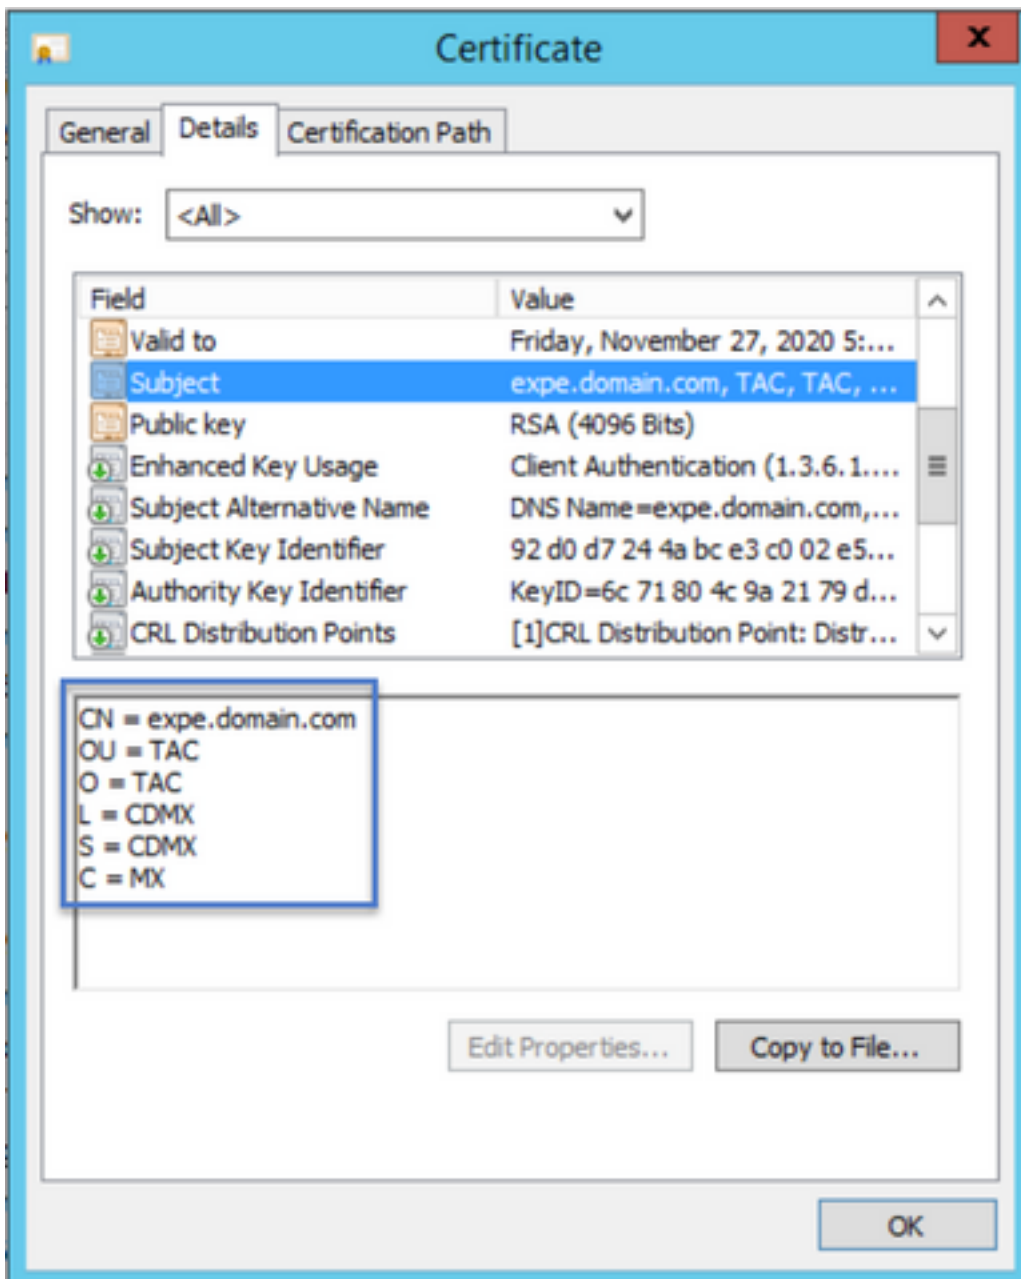 Certificate
x
General Details Certification Path
Show: <All>
Field Value
Valid to Friday, November 27, 2020 5:...
Subject expe.domain.com, TAC, TAC, ...
Public key RSA (4096 Bits)
Enhanced Key Usage Client Authentication (1.3.6.1....
Subject Alternative Name DNS Name=expe.domain.com,...
Subject Key Identifier 92 d0 d7 24 4a bc e3 c0 02 e5...
Authority Key Identifier KeyID=6c 71 80 4c 9a 21 79 d...
CRL Distribution Points [1]CRL Distribution Point: Distr...
CN = expe.domain.com
OU = TAC
O = TAC
L = CDMX
S = CDMX
C = MX
Edit Properties... Copy to File...
OK